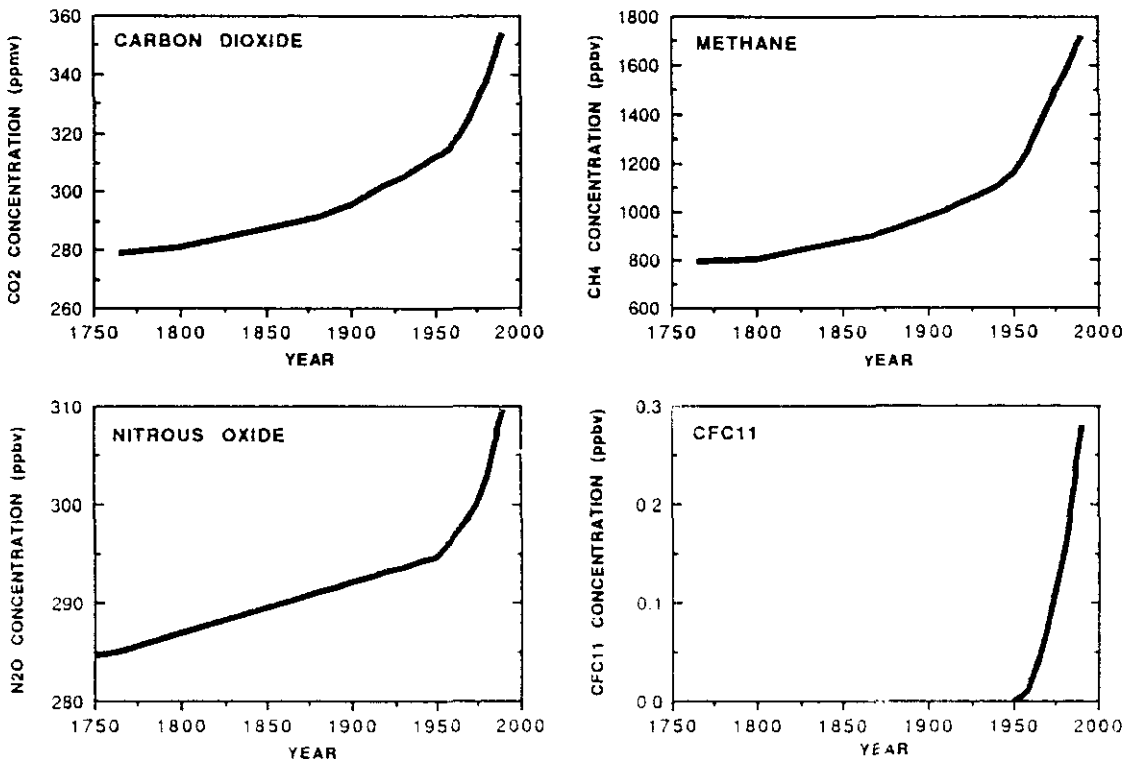 CARBON DIOXIDE
CO2 CONCENTRATION (ppmv)
360
340
320
300
280
260
1750 1800 1850 1900 1950 2000
YEAR
METHANE
CH4 CONCENTRATION (ppbv)
1800
1600
1400
1200
1000
800
600
1750 1800 1850 1900 1950 2000
YEAR
NITROUS OXIDE
N2O CONCENTRATION (ppbv)
310
300
290
280
1750 1800 1850 1900 1950 2000
YEAR
CFC11
CFC11 CONCENTRATION (ppbv)
0.3
0.2
0.1
0.0
1750 1800 1850 1900 1950 2000
YEAR